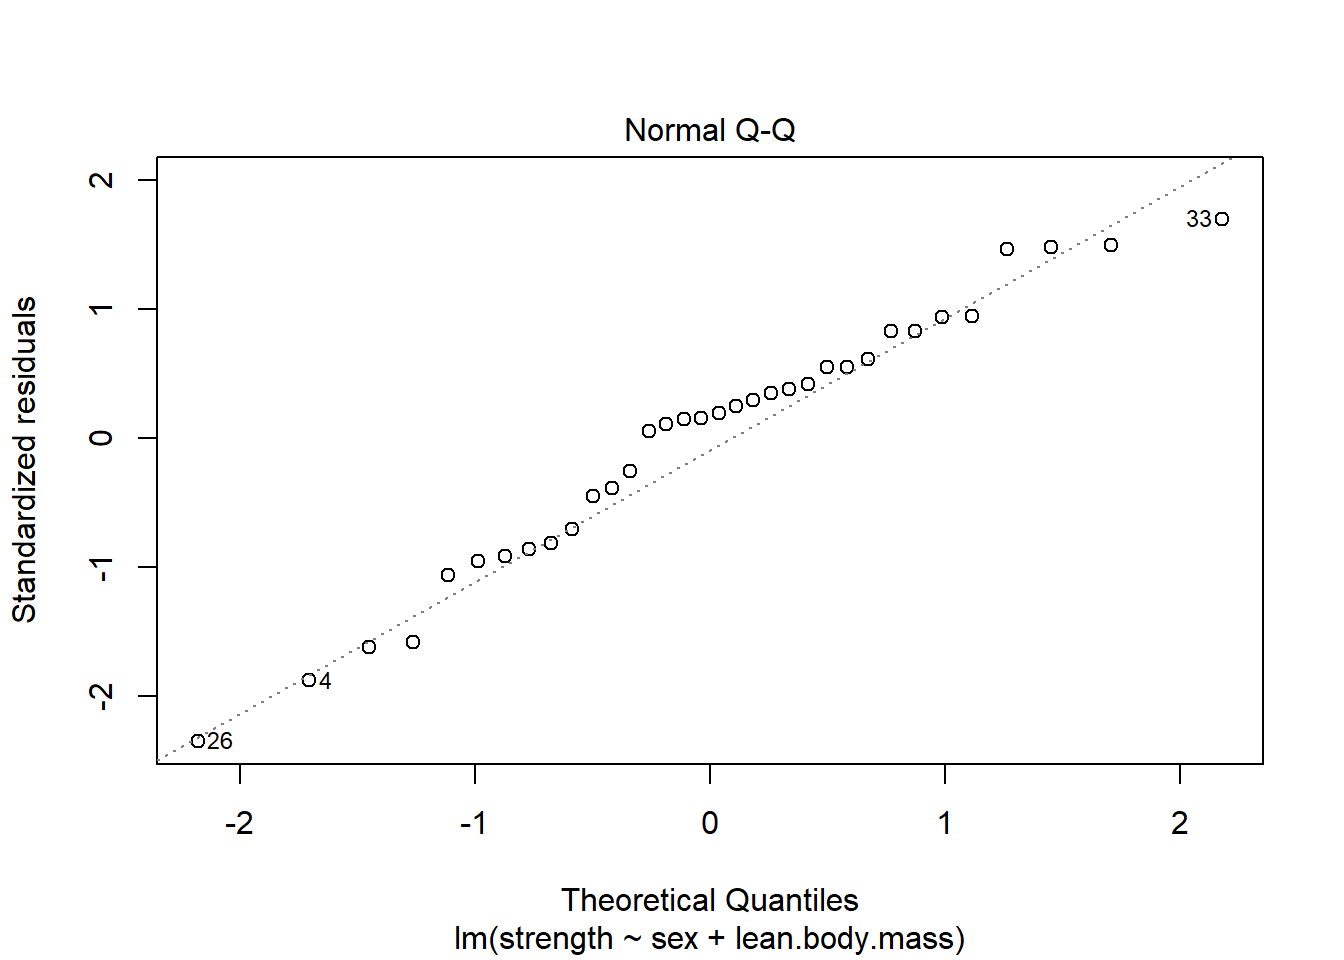 Normal Q-Q
Standardized residuals
2
1
0
-1
-2
33
4
26
-2 -1 0 1 2
Theoretical Quantiles
lm(strength ~ sex + lean.body.mass)